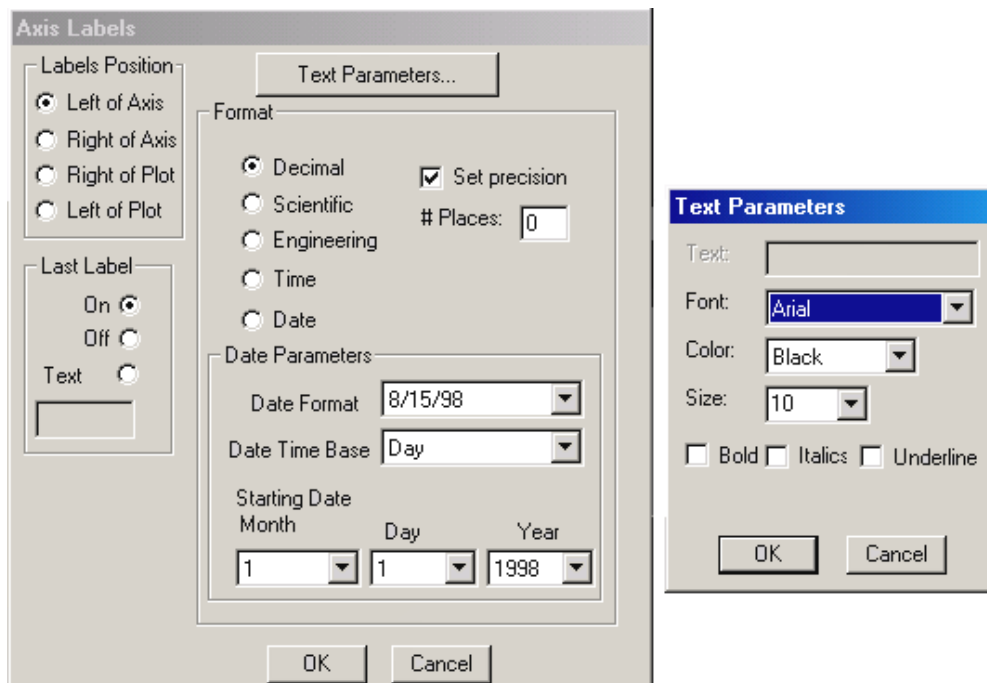 Axis Labels
Labels Position
Left of Axis
Right of Axis
Right of Plot
Left of Plot
Last Label
On
Off
Text
Text Parameters...
Format
Decimal
Scientific
Engineering
Time
Date
Set precision
# Places: 0
Date Parameters
Date Format 8/15/98
Date Time Base Day
Starting Date
Month Day Year
1 1 1998
OK Cancel
Text Parameters
Text:
Font: Arial
Color: Black
Size: 10
Bold Italics Underline
OK Cancel